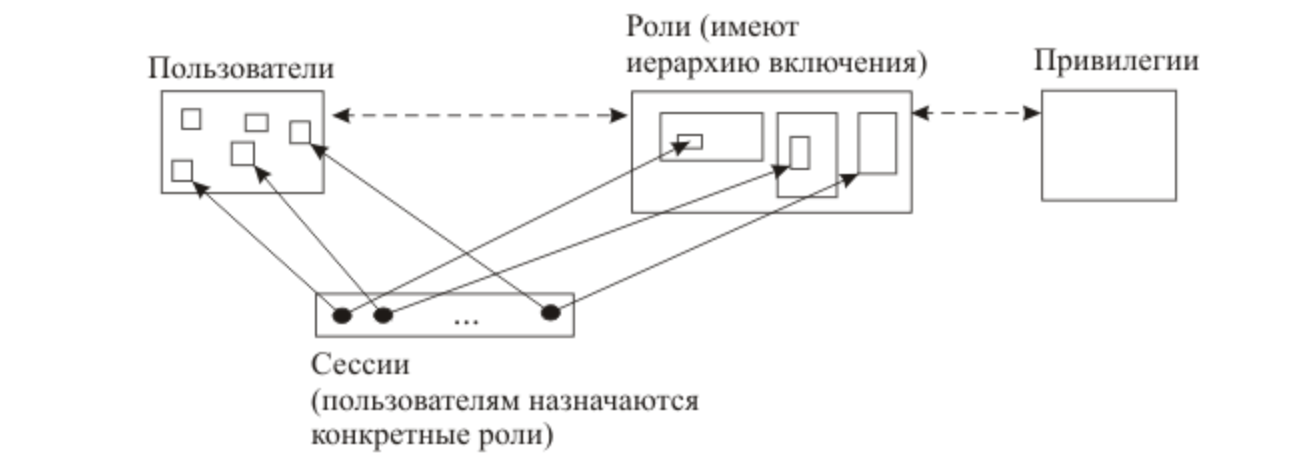 Пользователи
Роли (имеют
иерархию включения)
Привилегии
...
Сессии
(пользователям назначаются
конкретные роли)